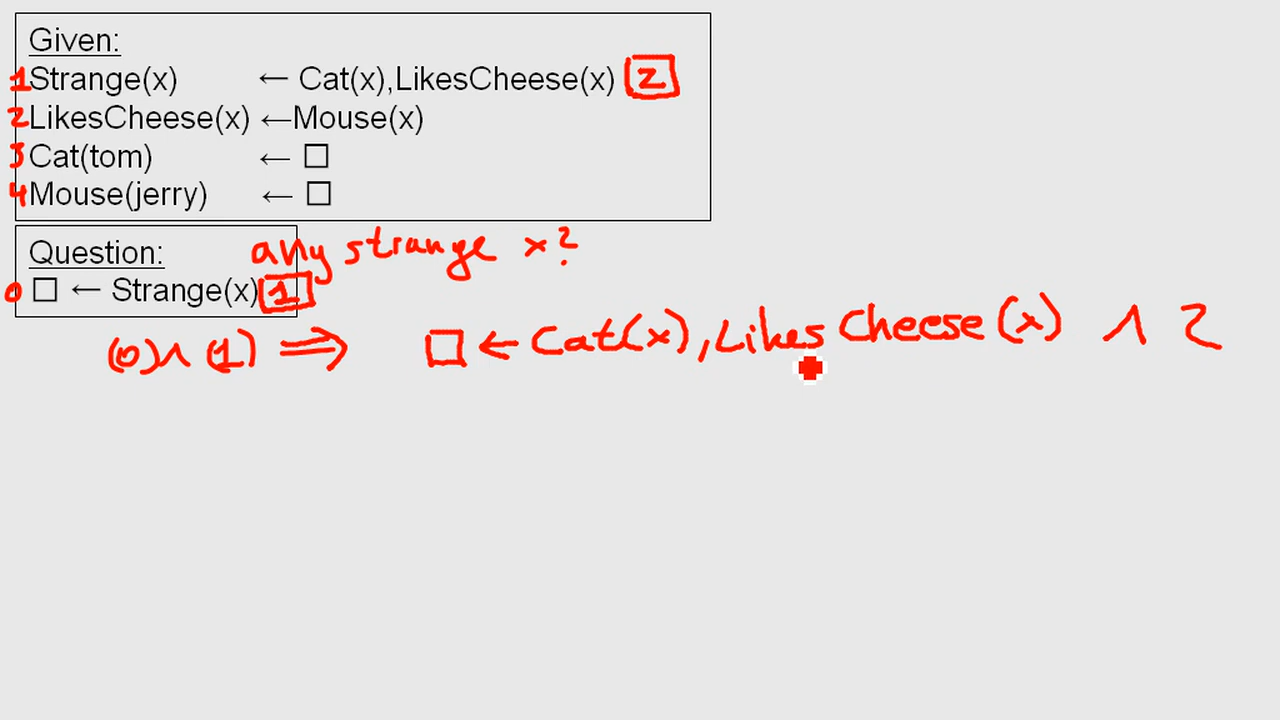 Given:
1 Strange(x) ← Cat(x),LikesCheese(x) 2
2 LikesCheese(x) ←Mouse(x)
3 Cat(tom) ← □
4 Mouse(jerry) ← □
Question: any strange x?
0 □ ← Strange(x) 1
(0)∧(1) ⟹ □ ← Cat(x), Likes Cheese (x) ∧ 2